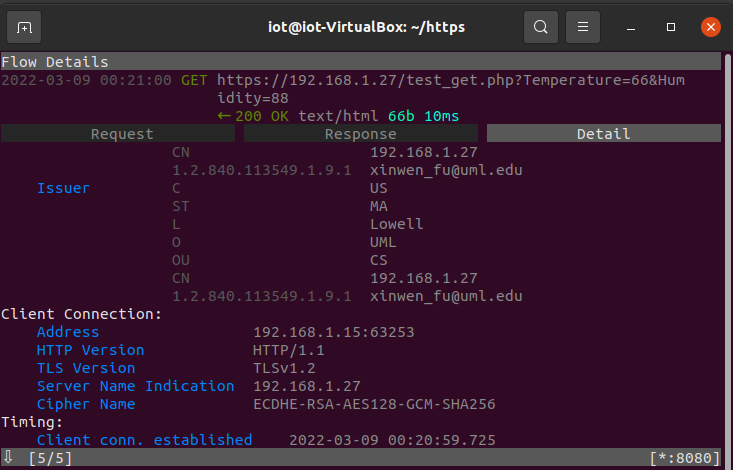 iot@iot-VirtualBox: ~/https
Flow Details
2022-03-09 00:21:00 GET https://192.168.1.27/test_get.php?Temperature=66&Hum
idity=88
← 200 OK text/html 66b 10ms
Request Response Detail
CN 192.168.1.27
1.2.840.113549.1.9.1 xinwen_fu@uml.edu
Issuer C US
ST MA
L Lowell
O UML
OU CS
CN 192.168.1.27
1.2.840.113549.1.9.1 xinwen_fu@uml.edu
Client Connection:
Address 192.168.1.15:63253
HTTP Version HTTP/1.1
TLS Version TLSv1.2
Server Name Indication 192.168.1.27
Cipher Name ECDHE-RSA-AES128-GCM-SHA256
Timing:
Client conn. established 2022-03-09 00:20:59.725
⇩ [5/5] [*:8080]